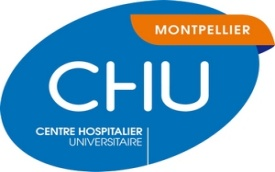 MONTPELLIER
CHU
CENTRE HOSPITALIER
UNIVERSITAIRE